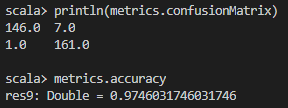 scala> println(metrics.confusionMatrix)
146.0  7.0
1.0    161.0
scala> metrics.accuracy
res9: Double = 0.9746031746031746